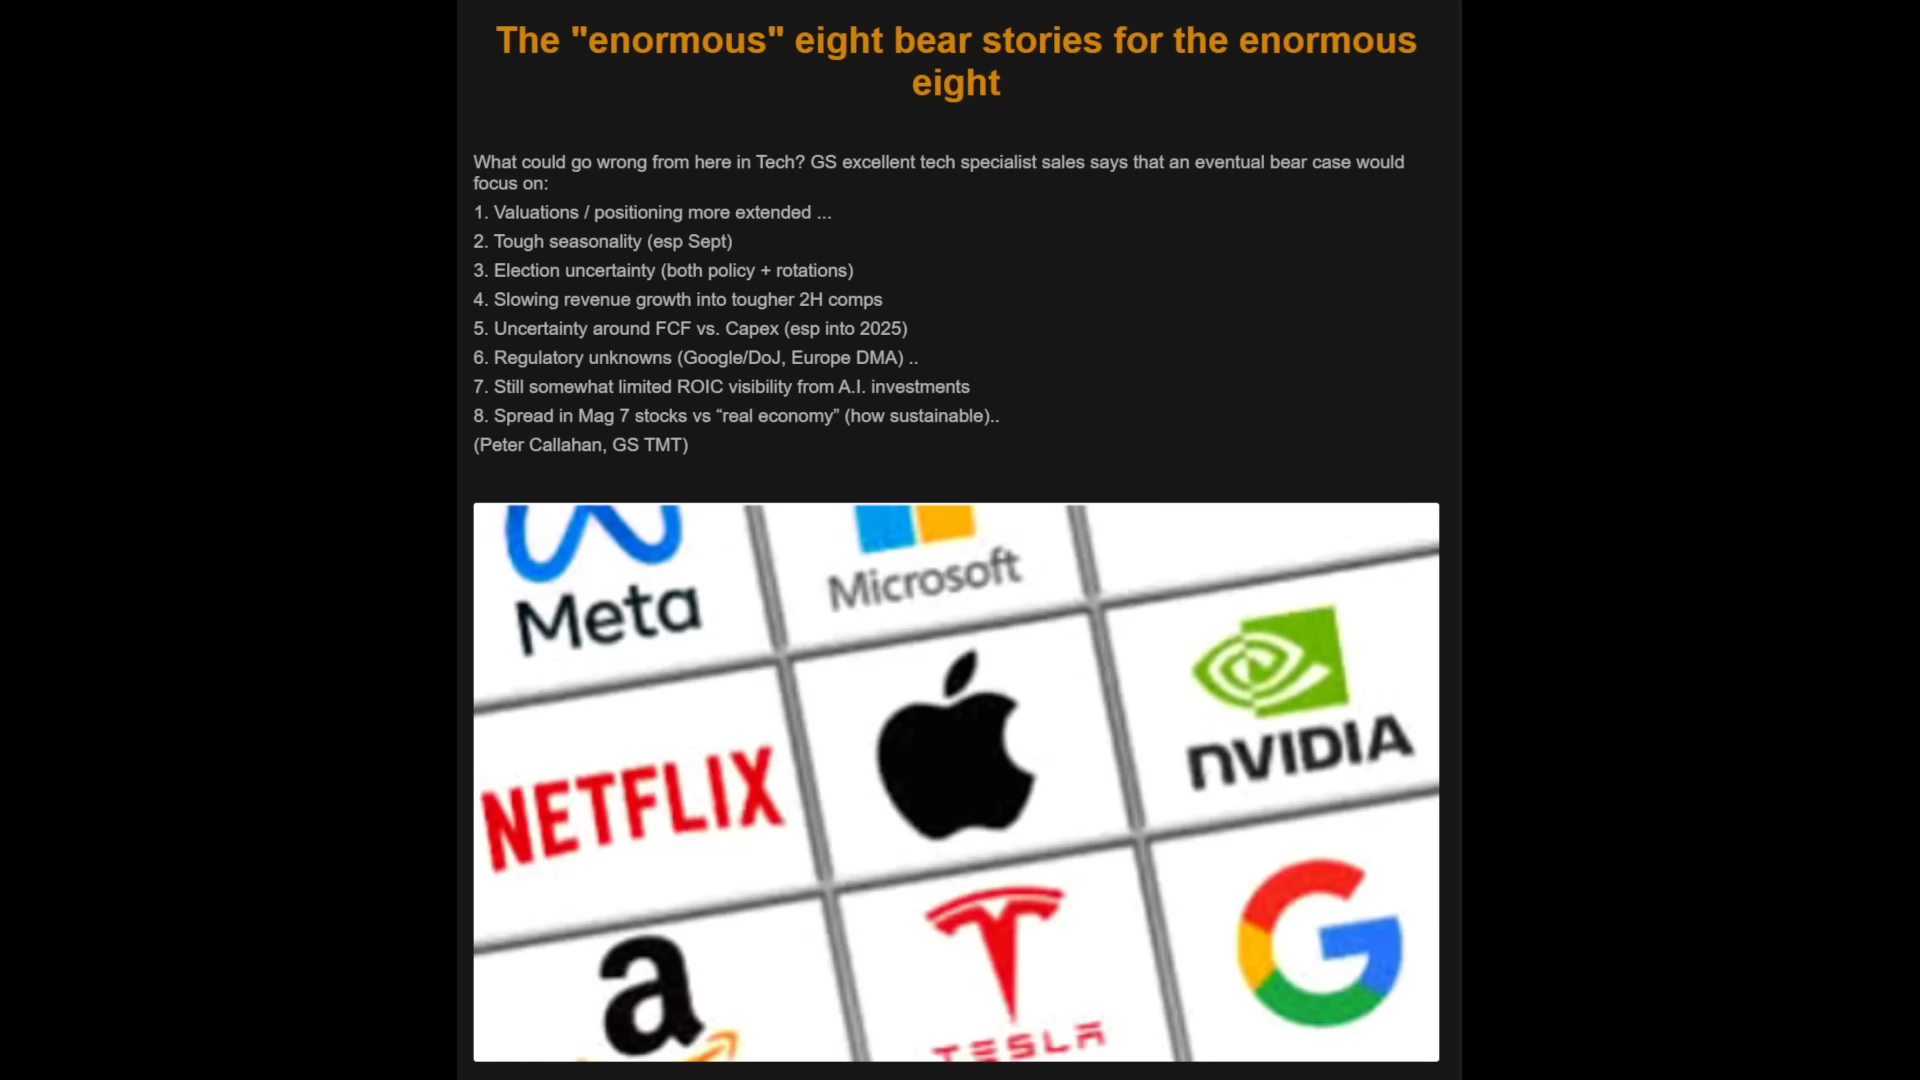 The "enormous" eight bear stories for the enormous
eight
What could go wrong from here in Tech? GS excellent tech specialist sales says that an eventual bear case would
focus on:
1. Valuations / positioning more extended ...
2. Tough seasonality (esp Sept)
3. Election uncertainty (both policy + rotations)
4. Slowing revenue growth into tougher 2H comps
5. Uncertainty around FCF vs. Capex (esp into 2025)
6. Regulatory unknowns (Google/DoJ, Europe DMA) ..
7. Still somewhat limited ROIC visibility from A.I. investments
8. Spread in Mag 7 stocks vs “real economy” (how sustainable)..
(Peter Callahan, GS TMT)
Meta
Microsoft
NETFLIX
nVIDIA
a
TESLA
G